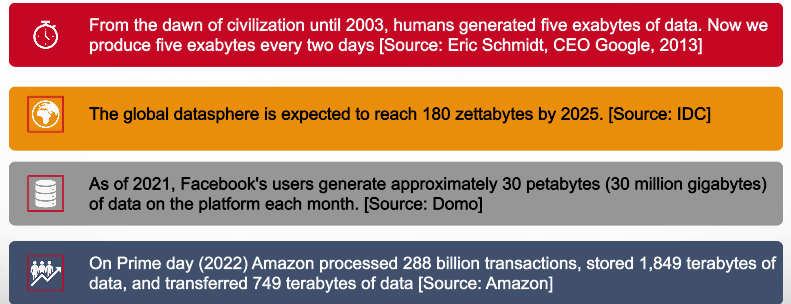 From the dawn of civilization until 2003, humans generated five exabytes of data. Now we
produce five exabytes every two days [Source: Eric Schmidt, CEO Google, 2013]
The global datasphere is expected to reach 180 zettabytes by 2025. [Source: IDC]
As of 2021, Facebook's users generate approximately 30 petabytes (30 million gigabytes)
of data on the platform each month. [Source: Domo]
On Prime day (2022) Amazon processed 288 billion transactions, stored 1,849 terabytes of
data, and transferred 749 terabytes of data [Source: Amazon]